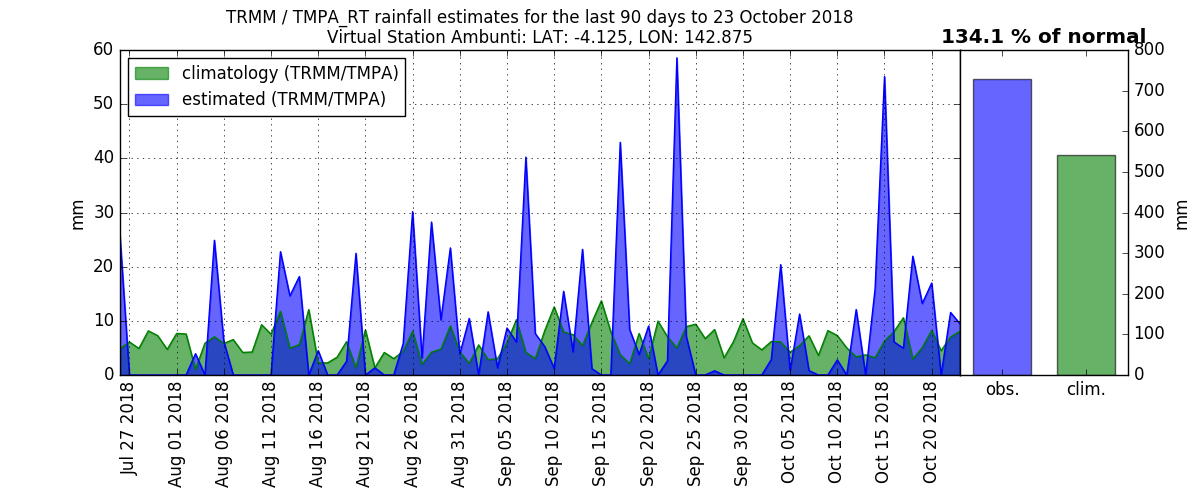 TRMM / TMPA_RT rainfall estimates for the last 90 days to 23 October 2018
Virtual Station Ambunti: LAT: -4.125, LON: 142.875
134.1 % of normal
climatology (TRMM/TMPA)
estimated (TRMM/TMPA)
60
50
40
30
20
10
0
mm
800
700
600
500
400
300
200
100
0
mm
Jul 27 2018
Aug 01 2018
Aug 06 2018
Aug 11 2018
Aug 16 2018
Aug 21 2018
Aug 26 2018
Aug 31 2018
Sep 05 2018
Sep 10 2018
Sep 15 2018
Sep 20 2018
Sep 25 2018
Sep 30 2018
Oct 05 2018
Oct 10 2018
Oct 15 2018
Oct 20 2018
obs.
clim.